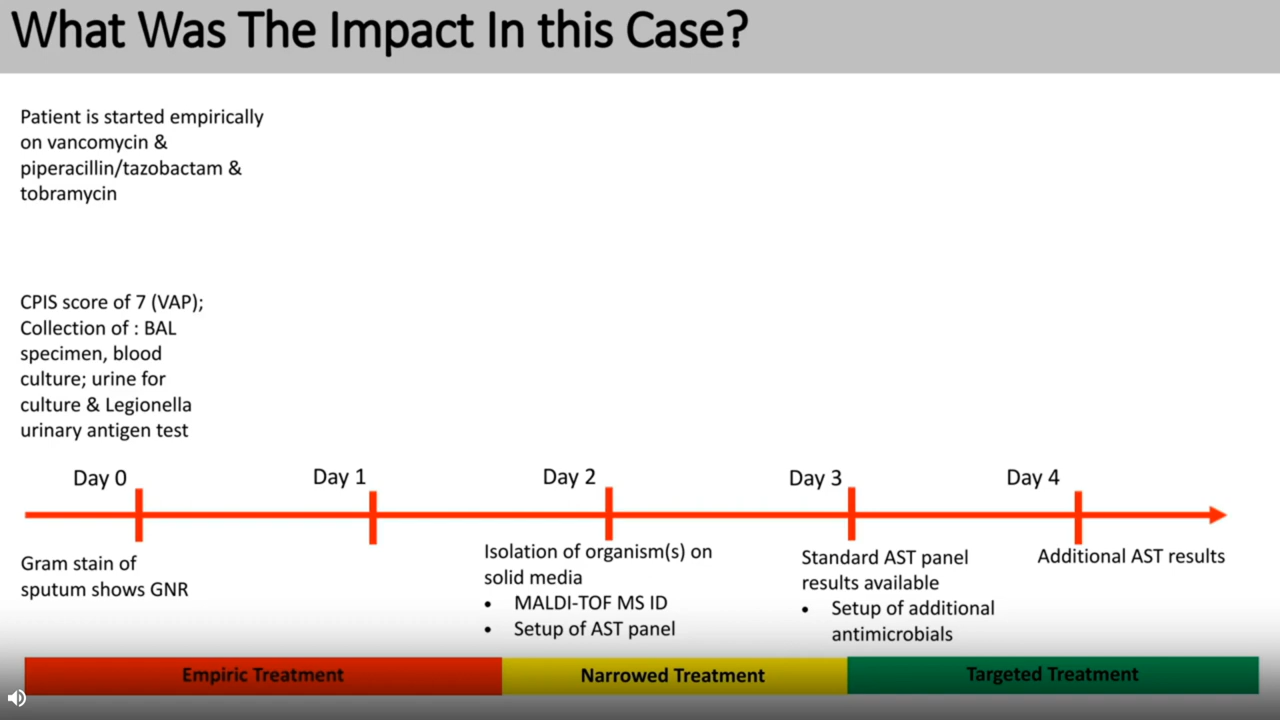 What Was The Impact In this Case?
Patient is started empirically
on vancomycin &
piperacillin/tazobactam &
tobramycin
CPIS score of 7 (VAP);
Collection of : BAL
specimen, blood
culture; urine for
culture & Legionella
urinary antigen test
Day 0
Day 1
Day 2
Day 3
Day 4
Gram stain of
sputum shows GNR
Isolation of organism(s) on
solid media
• MALDI-TOF MS ID
• Setup of AST panel
Standard AST panel
results available
• Setup of additional
antimicrobials
Additional AST results
Empiric Treatment
Narrowed Treatment
Targeted Treatment